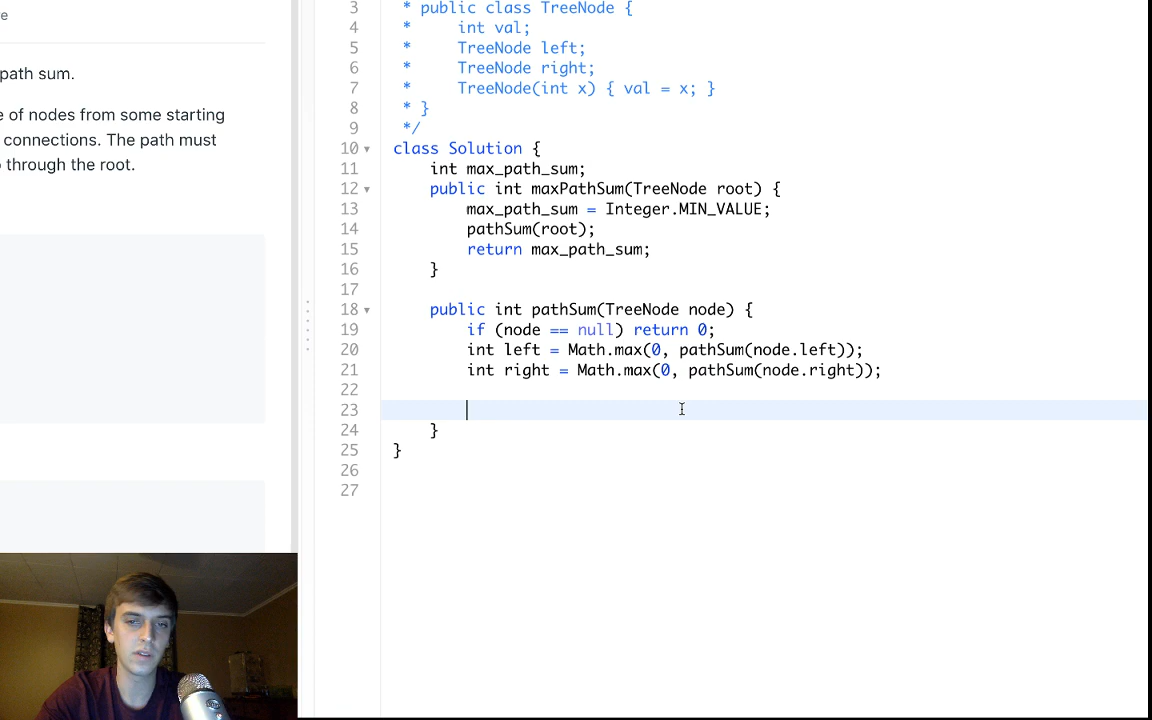 e
path sum.
e of nodes from some starting
connections. The path must
through the root.
3 * public class TreeNode {
4 * int val;
5 * TreeNode left;
6 * TreeNode right;
7 * TreeNode(int x) { val = x; }
8 * }
9 */
10 class Solution {
11 int max_path_sum;
12 public int maxPathSum(TreeNode root) {
13 max_path_sum = Integer.MIN_VALUE;
14 pathSum(root);
15 return max_path_sum;
16 }
17
18 public int pathSum(TreeNode node) {
19 if (node == null) return 0;
20 int left = Math.max(0, pathSum(node.left));
21 int right = Math.max(0, pathSum(node.right));
22
23
24 }
25 }
26
27